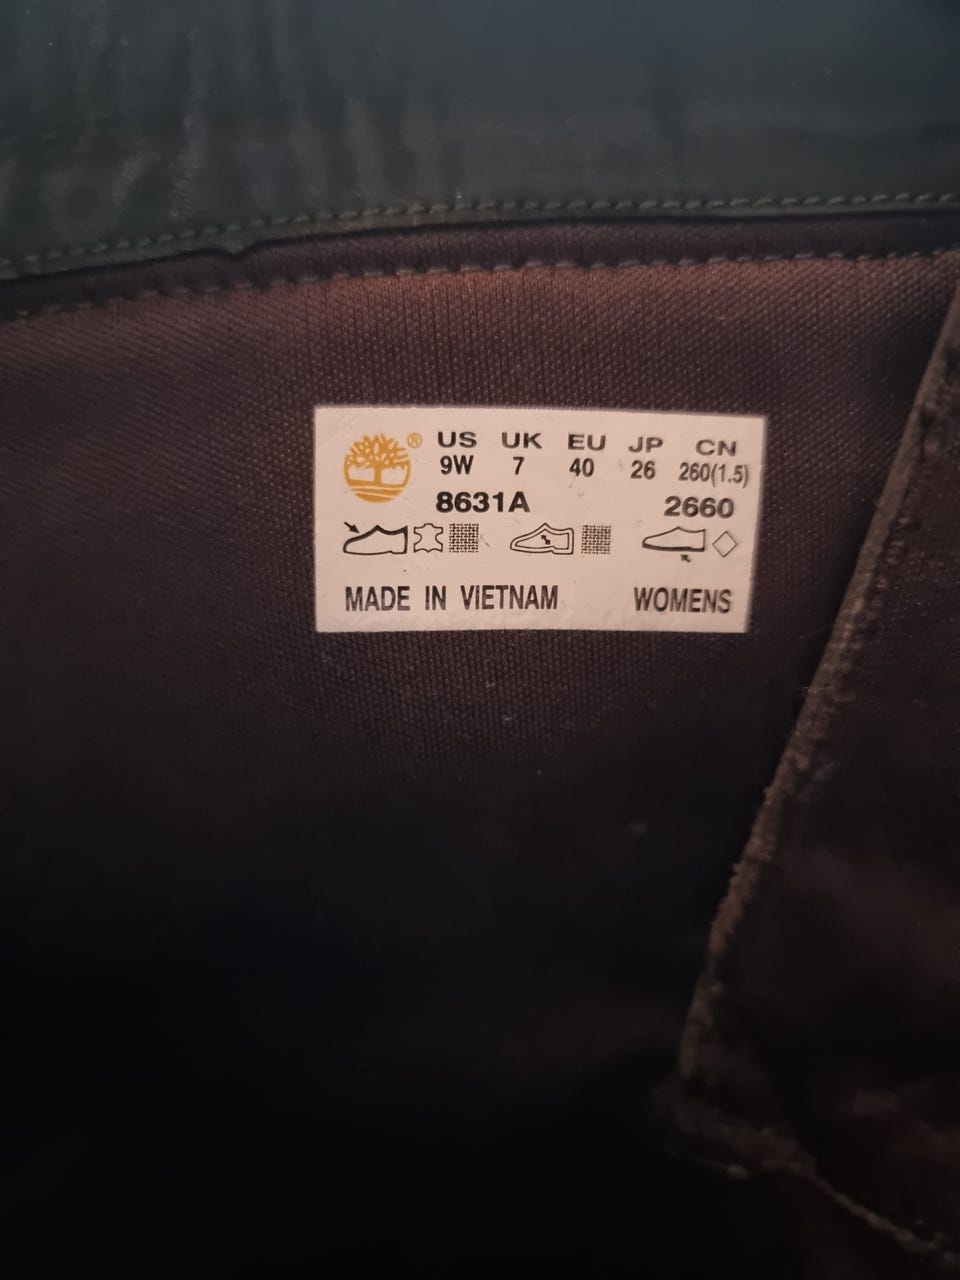 ® US UK EU JP CN
9W 7 40 26 260(1.5)
8631A 2660
MADE IN VIETNAM WOMENS